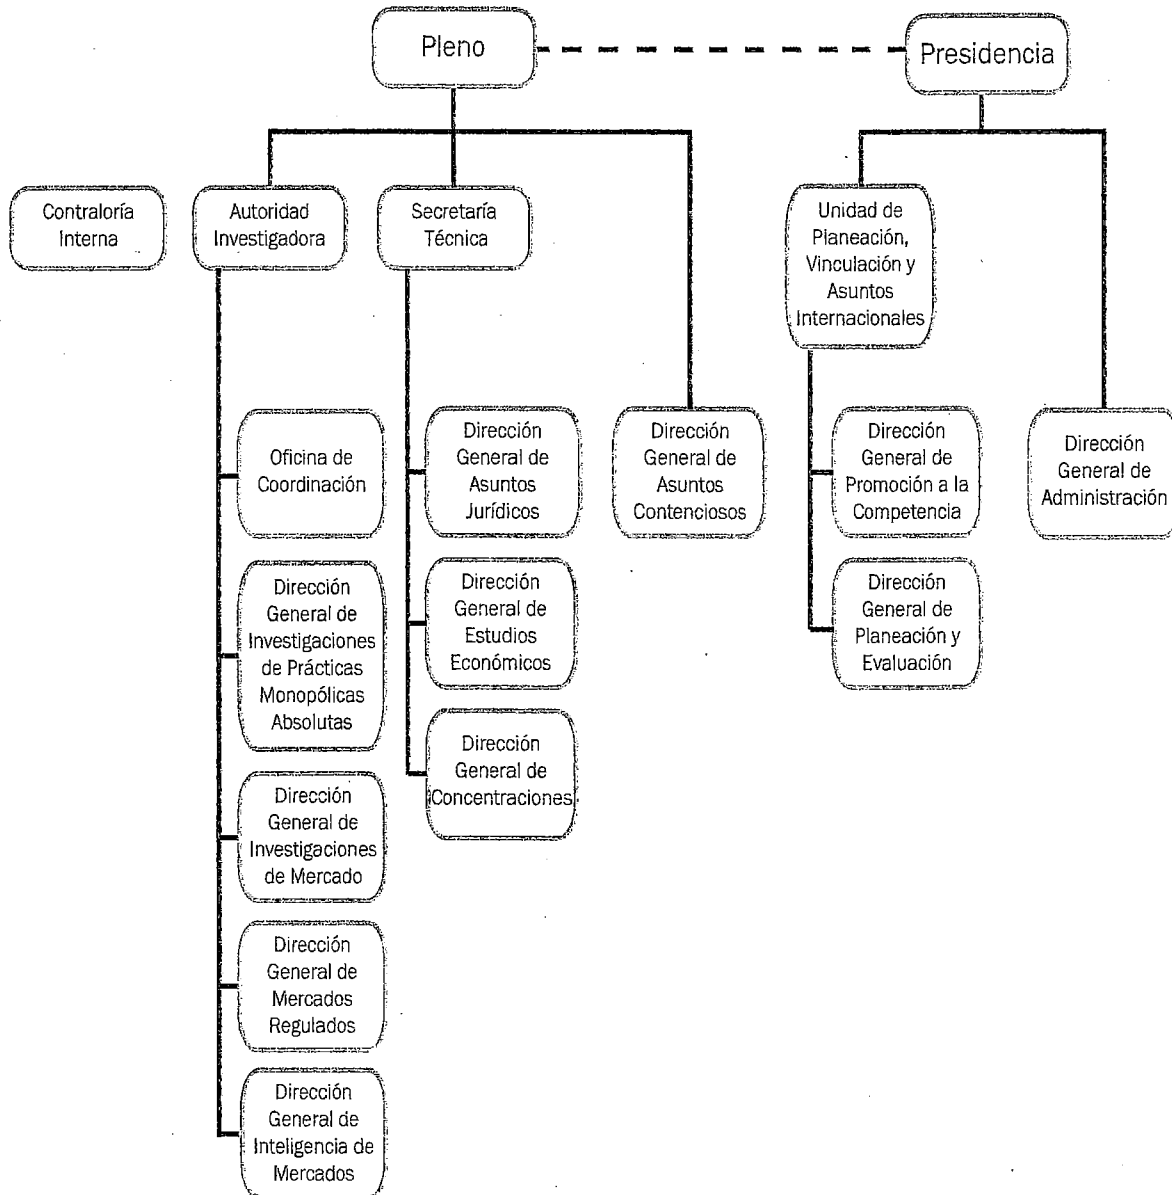 Pleno
Presidencia
Contraloría
Interna
Autoridad
Investigadora
Secretaría
Técnica
Unidad de
Planeación,
Vinculación y
Asuntos
Internacionales
Oficina de
Coordinación
Dirección
General de
Asuntos
Jurídicos
Dirección
General de
Asuntos
Contenciosos
Dirección
General de
Promoción a la
Competencia
Dirección
General de
Administración
Dirección
General de
Investigaciones
de Prácticas
Monopólicas
Absolutas
Dirección
General de
Estudios
Económicos
Dirección
General de
Planeación y
Evaluación
Dirección
General de
Concentraciones
Dirección
General de
Investigaciones
de Mercado
Dirección
General de
Mercados
Regulados
Dirección
General de
Inteligencia de
Mercados